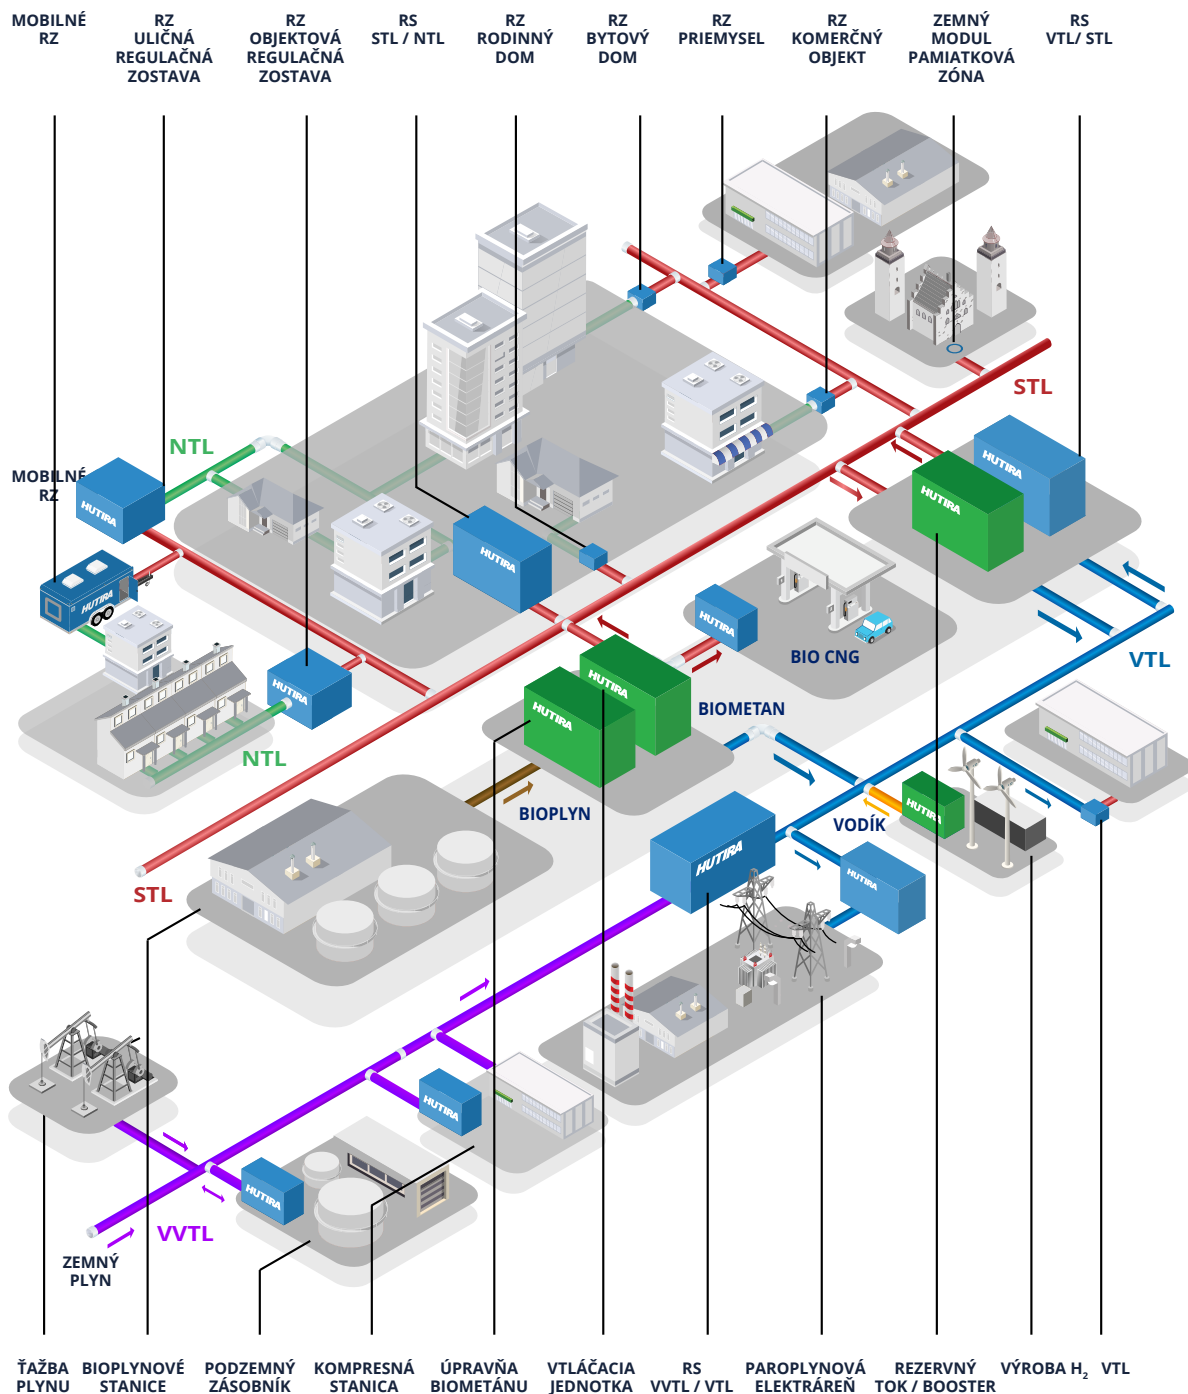 MOBILNÉ
RZ
RZ
ULIČNÁ
REGULAČNÁ
ZOSTAVA
RZ
OBJEKTOVÁ
REGULAČNÁ
ZOSTAVA
RS
STL / NTL
RZ
RODINNÝ
DOM
RZ
BYTOVÝ
DOM
RZ
PRIEMYSEL
RZ
KOMERČNÝ
OBJEKT
ZEMNÝ
MODUL
PAMIATKOVÁ
ZÓNA
RS
VTL/ STL
STL
NTL
MOBILNÉ
RZ
HUTIRA
HUTIRA
HUTIRA
HUTIRA
HUTIRA
BIO CNG
VTL
HUTIRA
HUTIRA
HUTIRA
HUTIRA
BIOMETAN
NTL
BIOPLYN
VODÍK
HUTIRA
HUTIRA
HUTIRA
STL
HUTIRA
HUTIRA
VVTL
ZEMNÝ
PLYN
ŤAŽBA
PLYNU
BIOPLYNOVÉ
STANICE
PODZEMNÝ
ZÁSOBNÍK
KOMPRESNÁ
STANICA
ÚPRAVŇA
BIOMETÁNU
VTLÁČACIA
JEDNOTKA
RS
VVTL / VTL
PAROPLYNOVÁ
ELEKTRÁREŇ
REZERVNÝ
TOK / BOOSTER
VÝROBA H₂
VTL